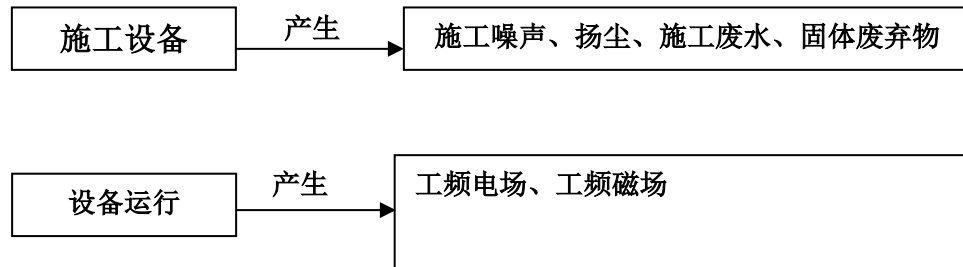 施工设备
产生
施工噪声、扬尘、施工废水、固体废弃物
设备运行
产生
工频电场、工频磁场